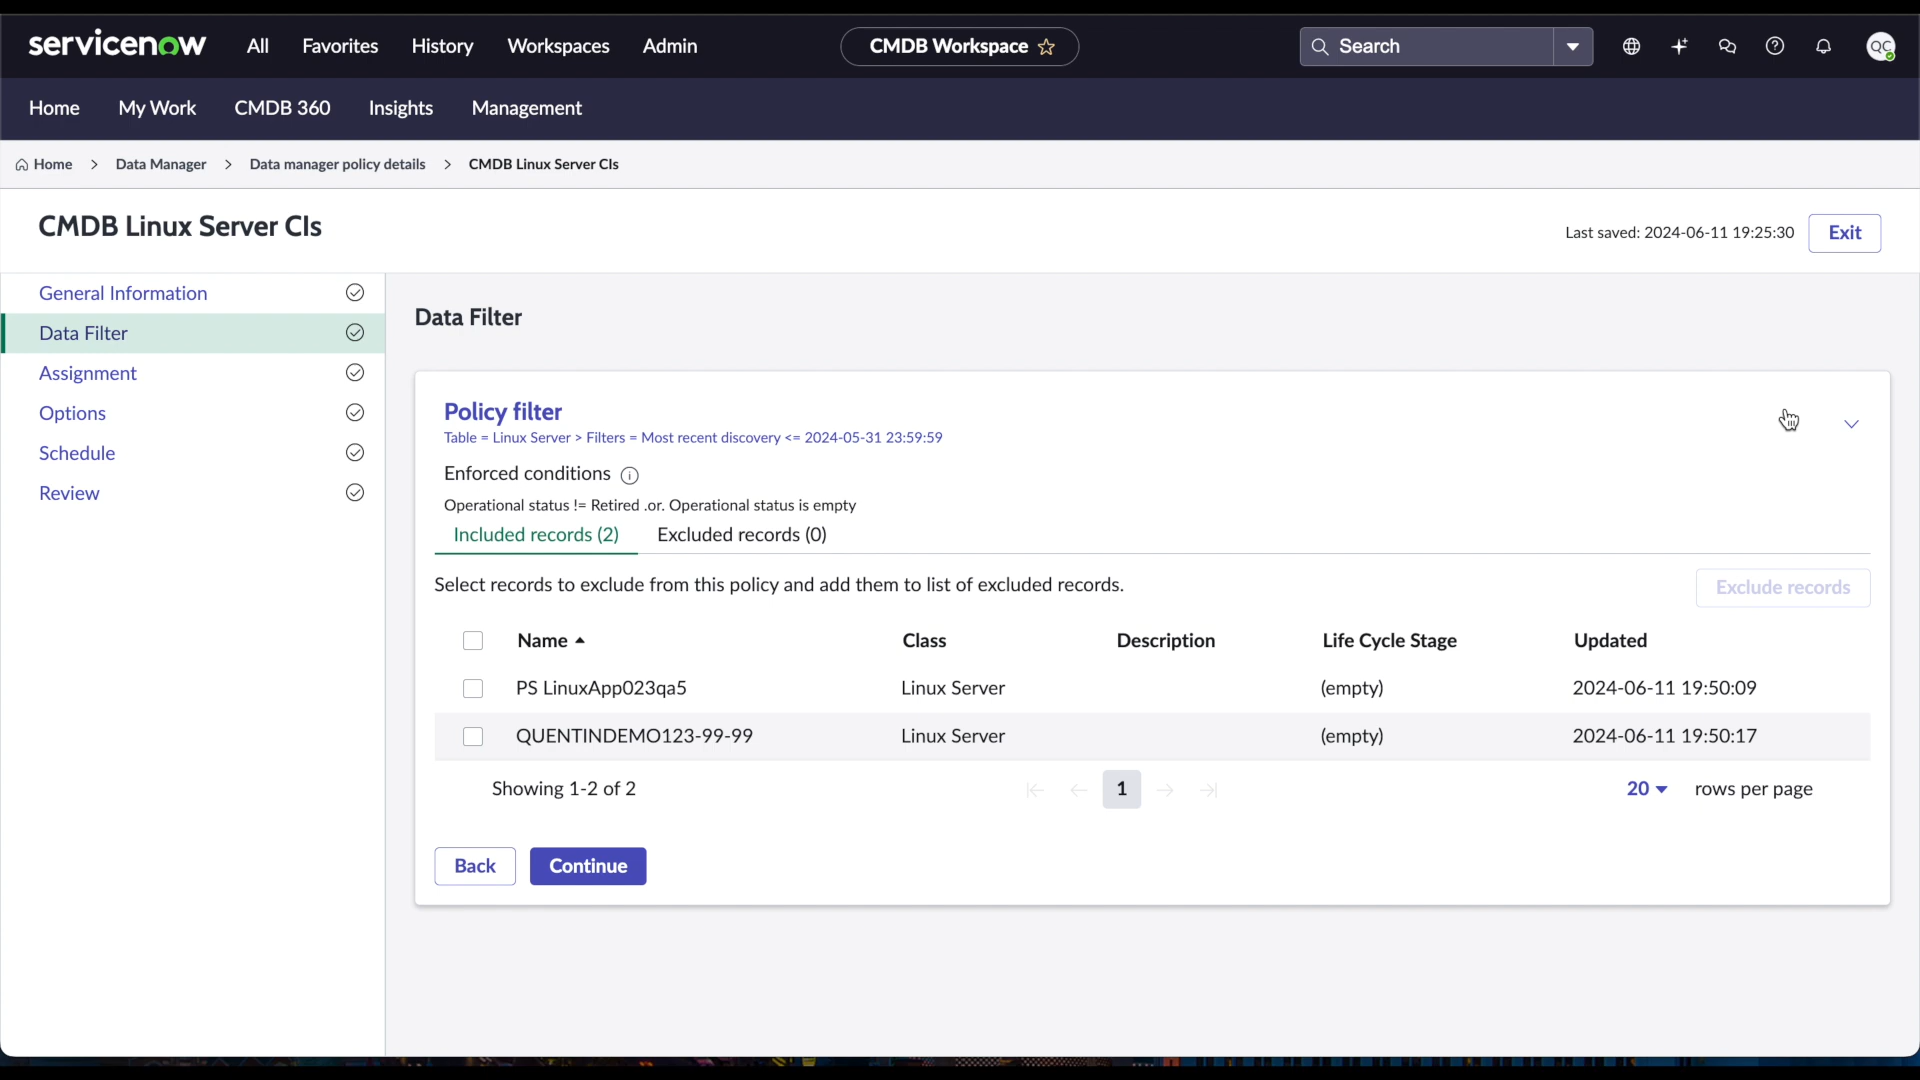 servicenow All Favorites History Workspaces Admin CMDB Workspace Search QC
Home My Work CMDB 360 Insights Management
Home > Data Manager > Data manager policy details > CMDB Linux Server CIs
CMDB Linux Server CIs
Last saved: 2024-06-11 19:25:30 Exit
General Information
Data Filter
Assignment
Options
Schedule
Review
Data Filter
Policy filter
Table = Linux Server > Filters = Most recent discovery <= 2024-05-31 23:59:59
Enforced conditions
Operational status != Retired .or. Operational status is empty
Included records (2) Excluded records (0)
Select records to exclude from this policy and add them to list of excluded records. Exclude records
Name Class Description Life Cycle Stage Updated
PS LinuxApp023qa5 Linux Server (empty) 2024-06-11 19:50:09
QUENTINDEMO123-99-99 Linux Server (empty) 2024-06-11 19:50:17
Showing 1-2 of 2 1 20 rows per page
Back Continue